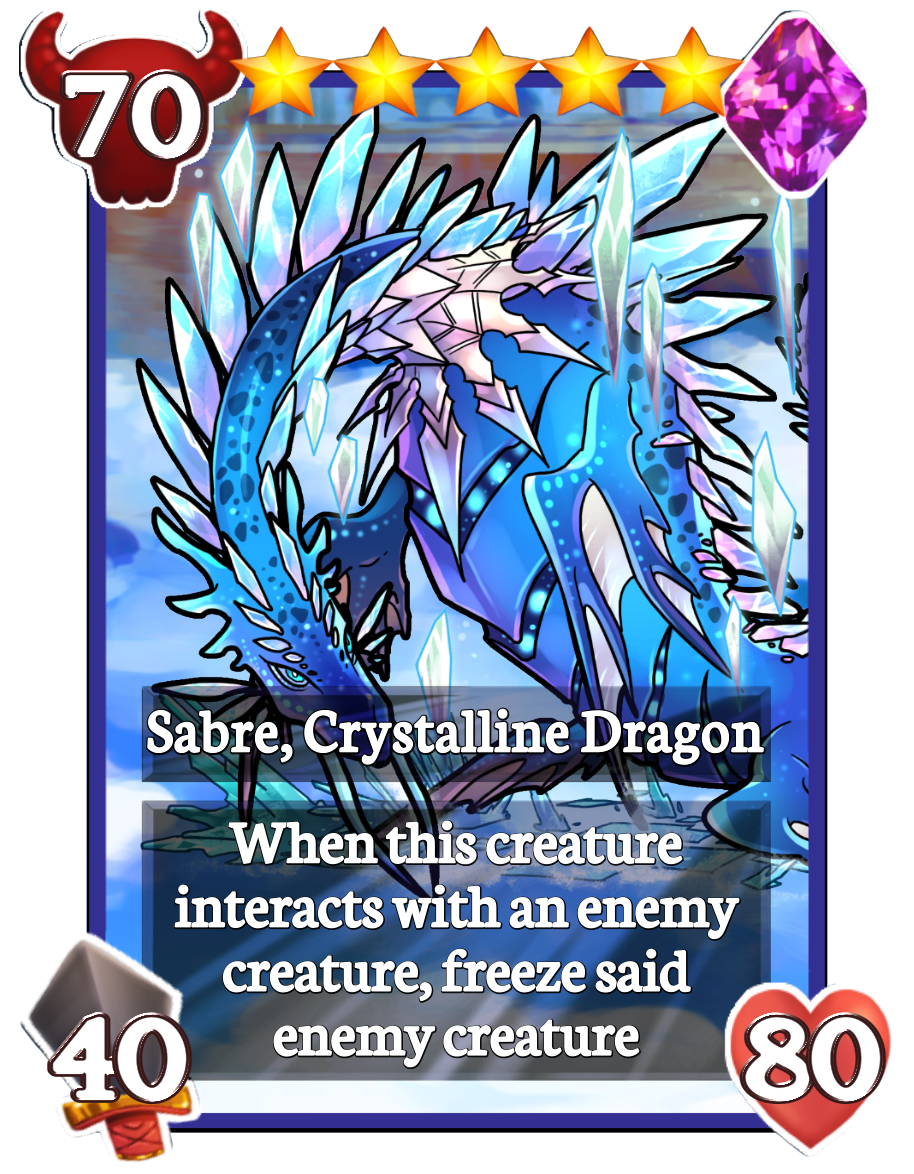 70
Sabre, Crystalline Dragon
When this creature
interacts with an enemy
creature, freeze said
enemy creature
40
80